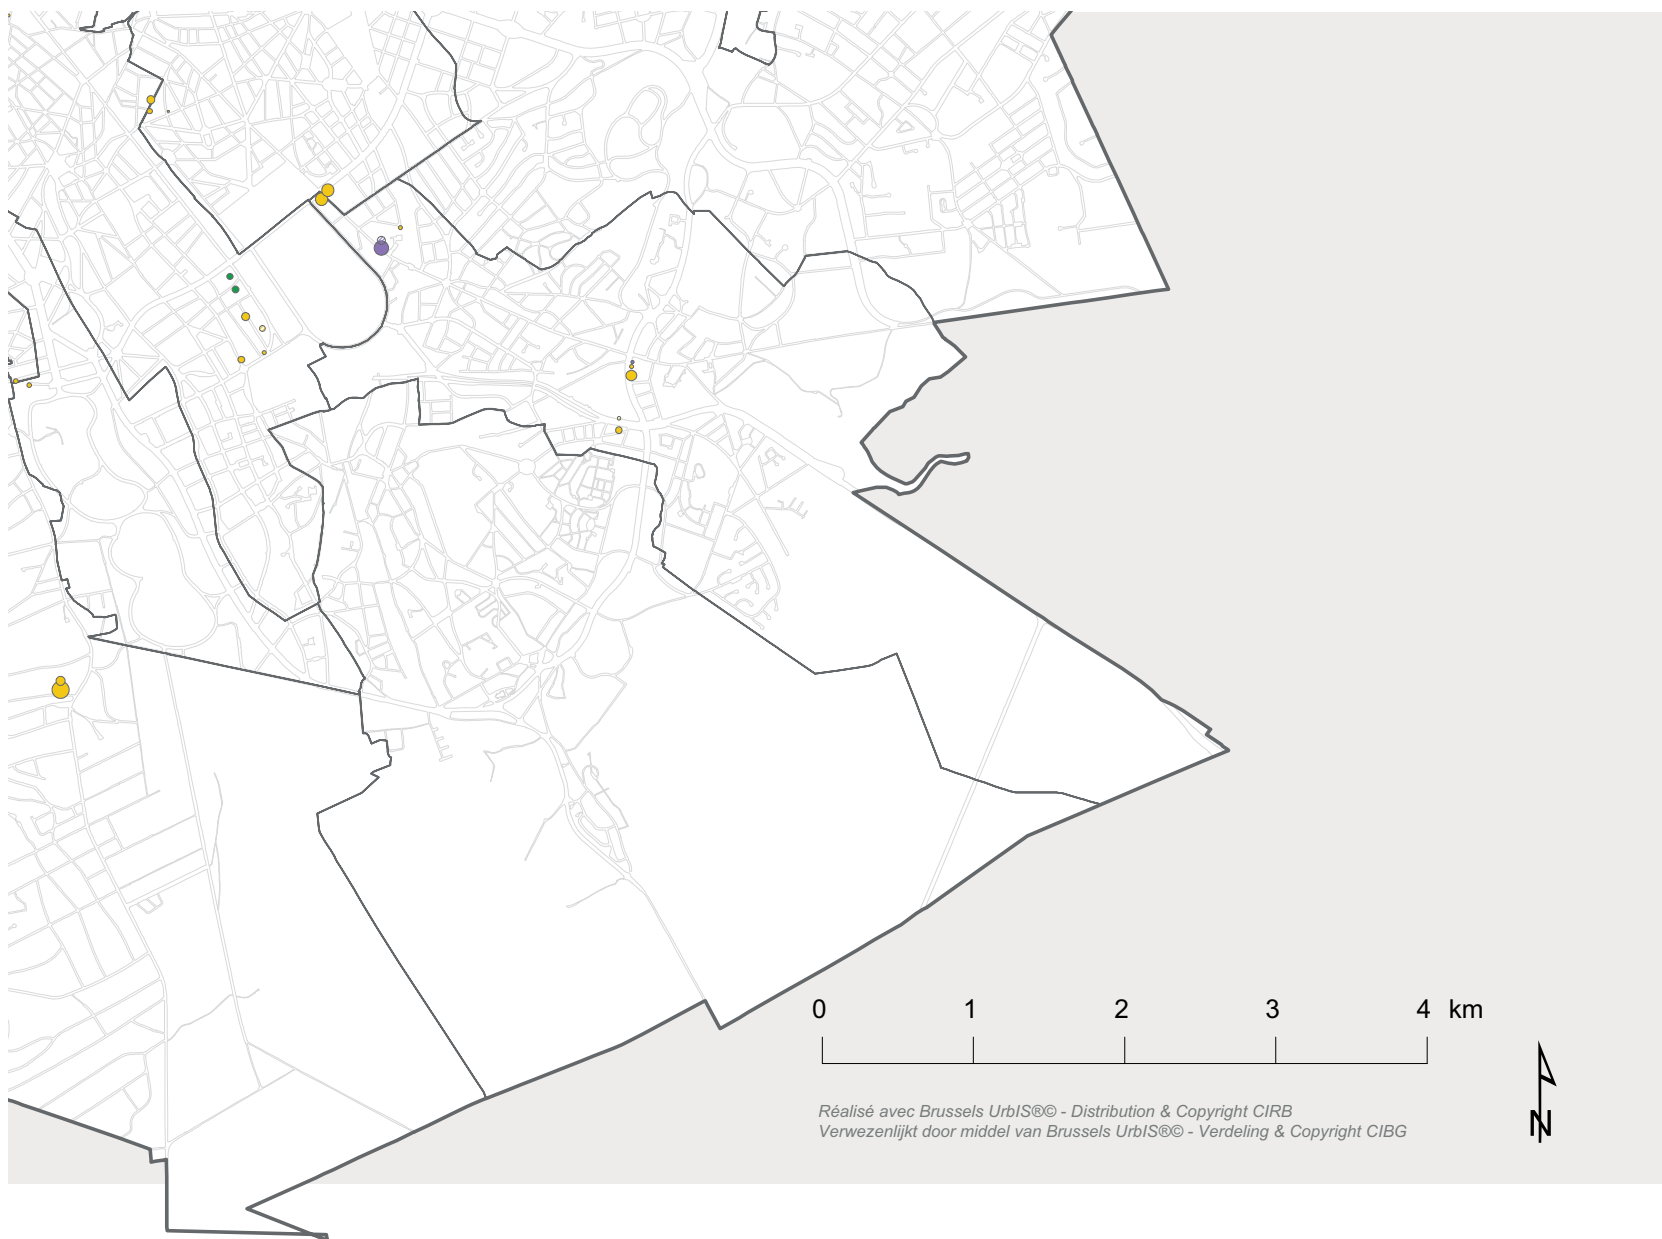 0 1 2 3 4 km
Réalisé avec Brussels UrbIS®© - Distribution & Copyright CIRB
Verwezenlijkt door middel van Brussels UrbIS®© - Verdeling & Copyright CIBG
N